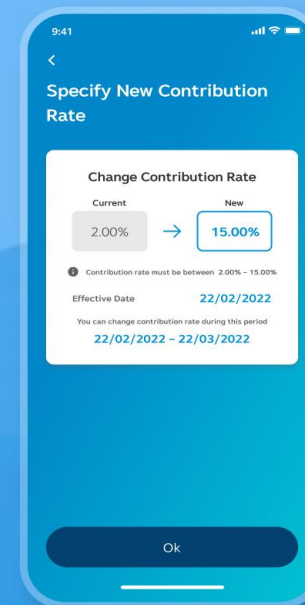 9:41
Specify New Contribution
Rate
Change Contribution Rate
Current New
2.00% → 15.00%
Contribution rate must be between 2.00% – 15.00%
Effective Date 22/02/2022
You can change contribution rate during this period
22/02/2022 – 22/03/2022
Ok